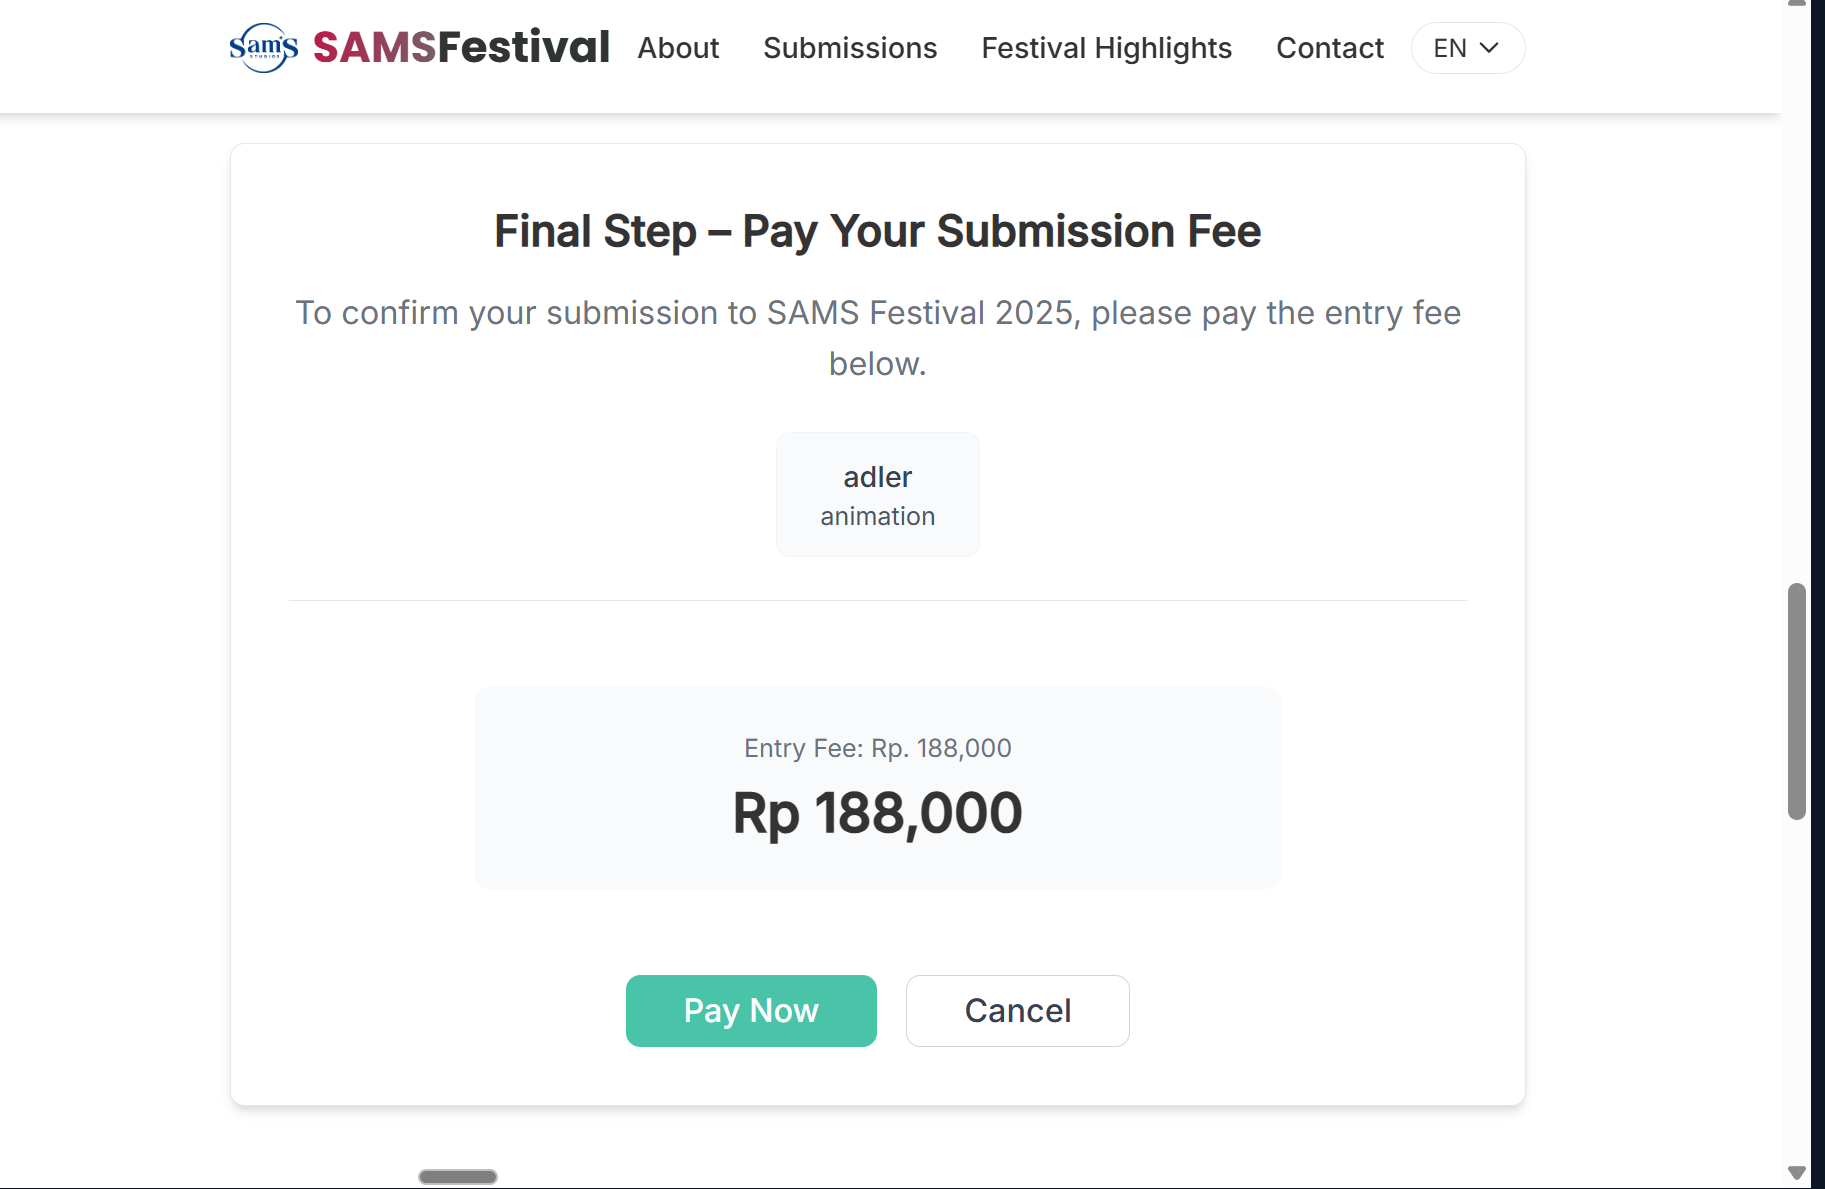 Sam's
STUDIOS
SAMSFestival
About
Submissions
Festival Highlights
Contact
EN
Final Step – Pay Your Submission Fee
To confirm your submission to SAMS Festival 2025, please pay the entry fee
below.
adler
animation
Entry Fee: Rp. 188,000
Rp 188,000
Pay Now
Cancel